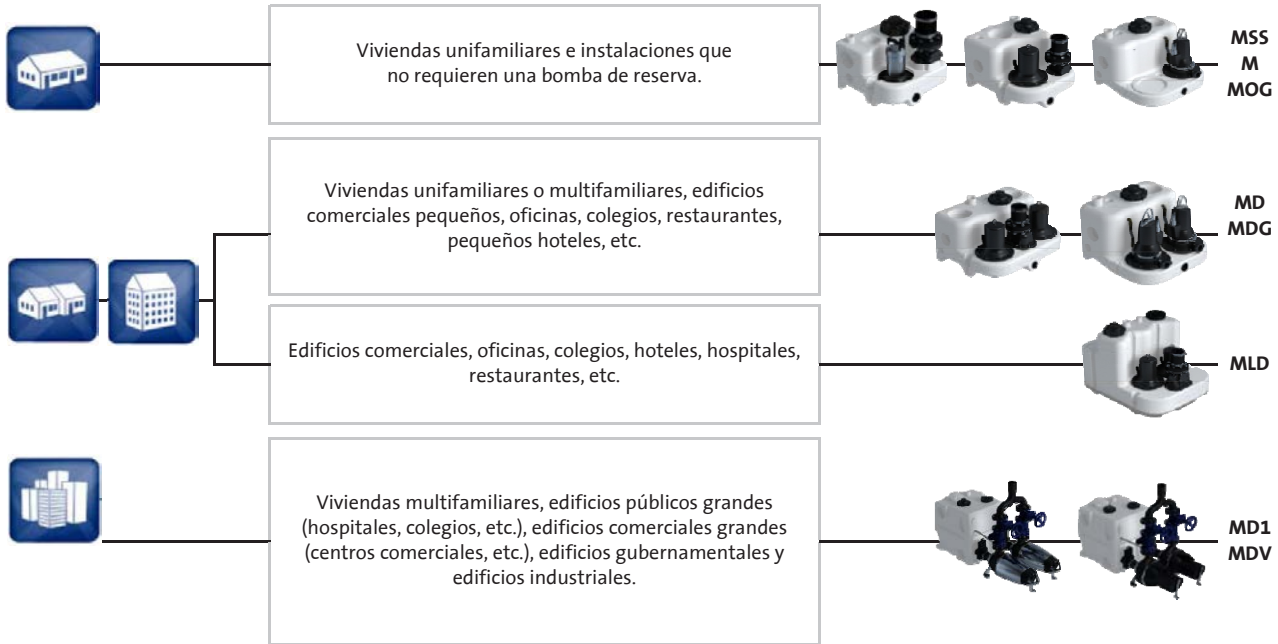 Viviendas unifamiliares e instalaciones que
no requieren una bomba de reserva.
MSS
M
MOG
Viviendas unifamiliares o multifamiliares, edificios
comerciales pequeños, oficinas, colegios, restaurantes,
pequeños hoteles, etc.
MD
MDG
Edificios comerciales, oficinas, colegios, hoteles, hospitales,
restaurantes, etc.
MLD
Viviendas multifamiliares, edificios públicos grandes
(hospitales, colegios, etc.), edificios comerciales grandes
(centros comerciales, etc.), edificios gubernamentales y
edificios industriales.
MD1
MDV